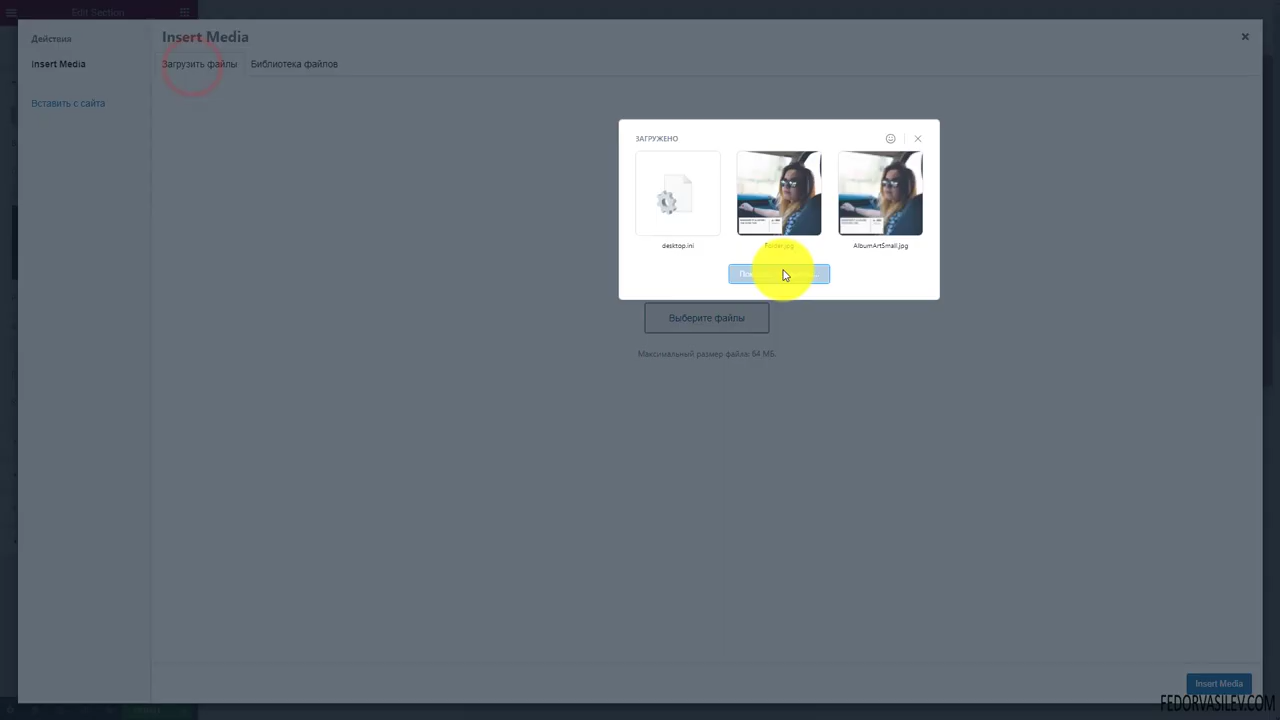 Edit Section
Действия
Insert Media
Insert Media
Загрузить файлы
Библиотека файлов
Вставить с сайта
ЗАГРУЖЕНО
desktop.ini
Folder.jpg
AlbumArtSmall.jpg
Выберите файлы
Максимальный размер файла: 64 МБ.
Insert Media
FEDORVASILEV.COM